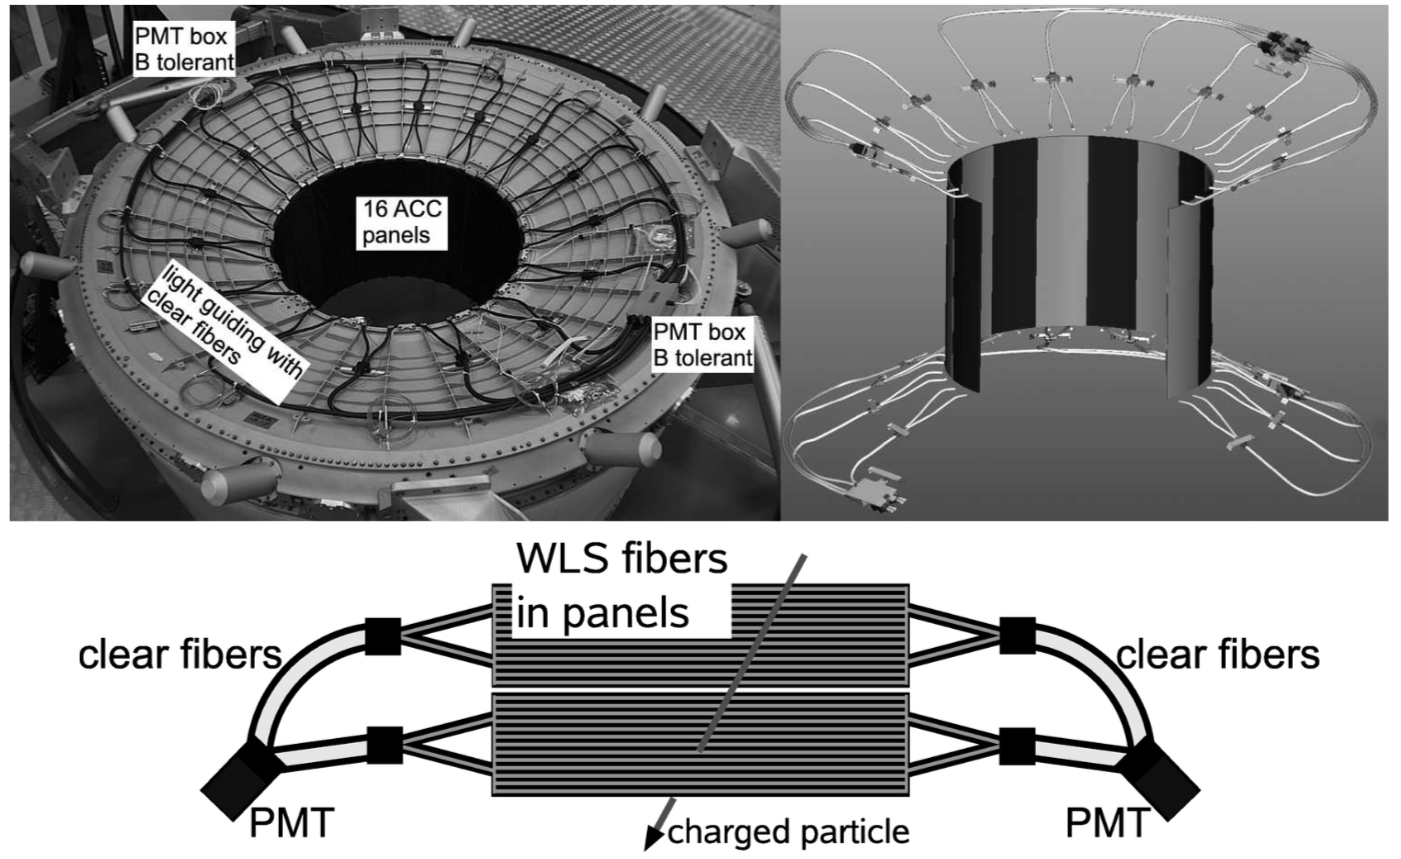 PMT box
B tolerant
16 ACC
panels
light guiding with
clear fibers
PMT box
B tolerant
WLS fibers
in panels
clear fibers
clear fibers
PMT
PMT
charged particle